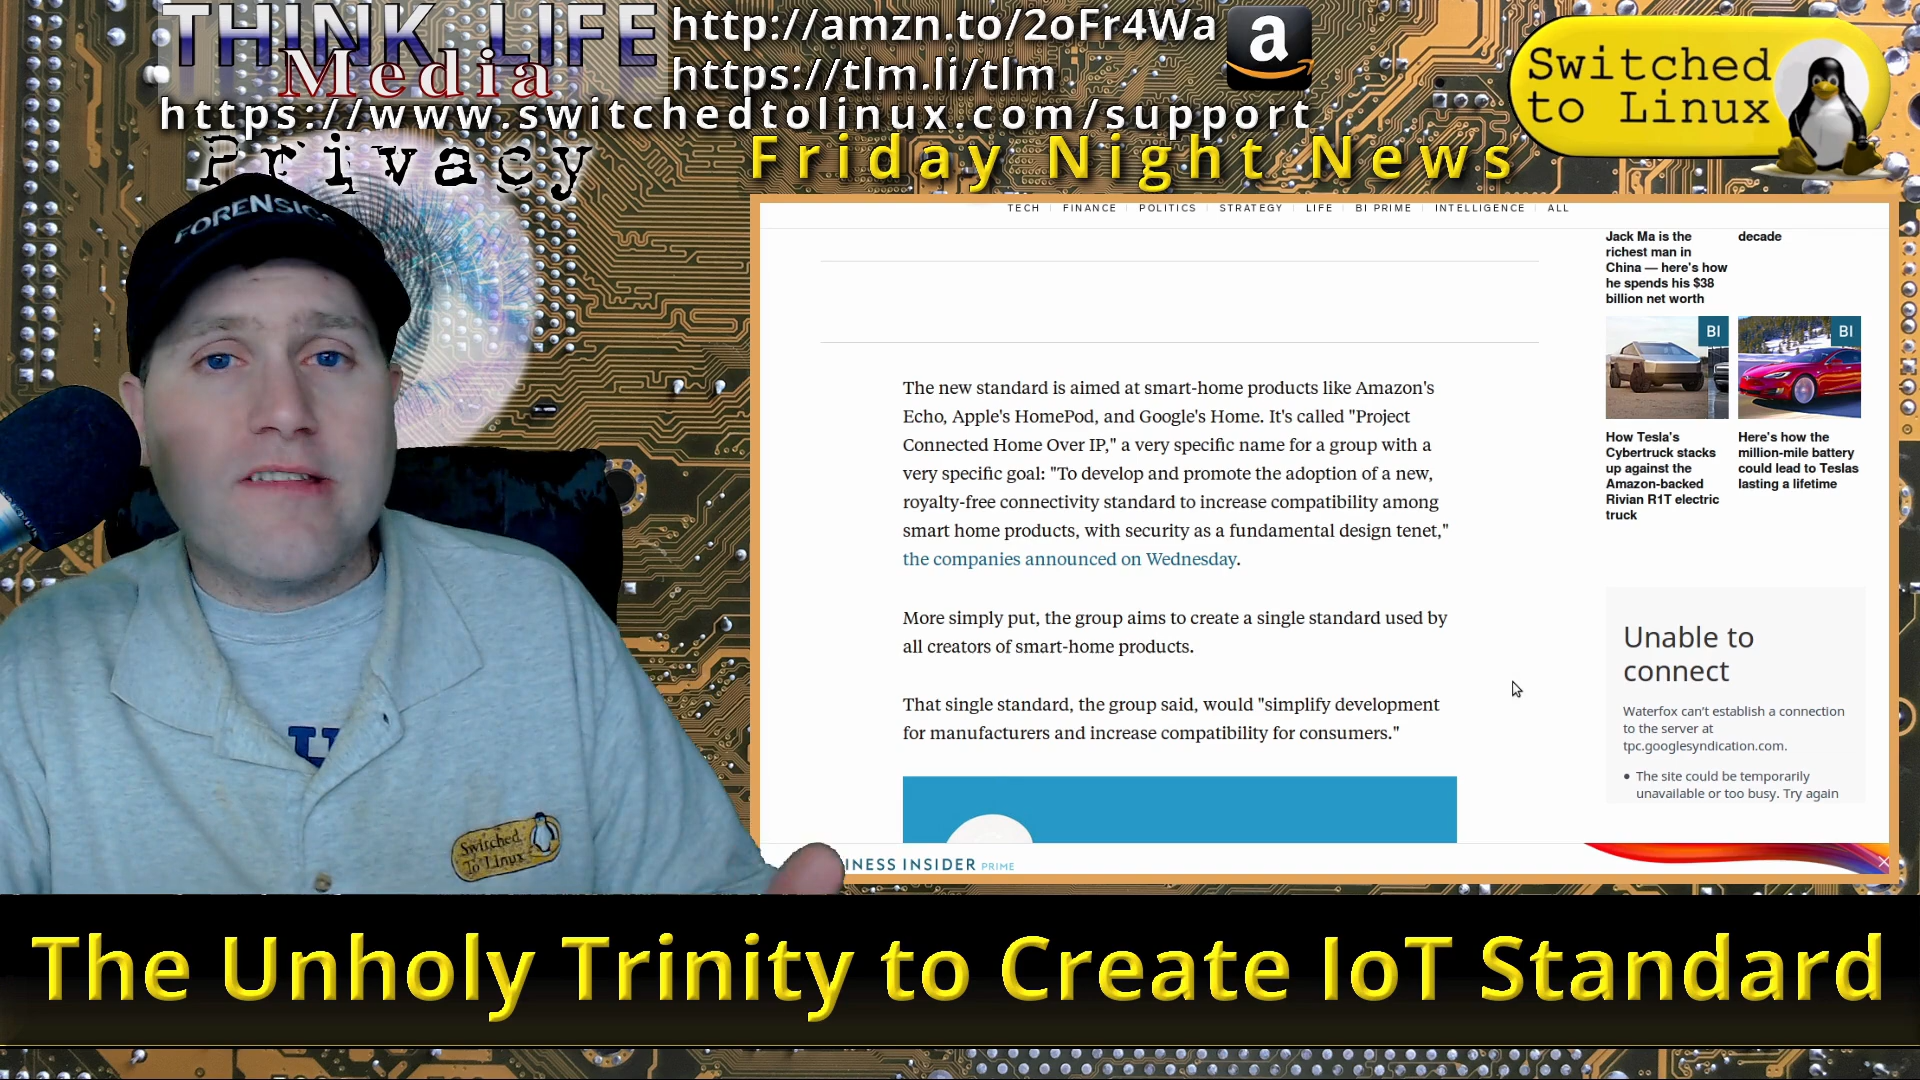 THINK LIFE
Media
http://amzn.to/2oFr4Wa
https://tlm.li/tlm
https://www.switchedtolinux.com/support
a
Switched
to Linux
Privacy
Friday Night News
FORENSICS
TECH
FINANCE
POLITICS
STRATEGY
LIFE
BI PRIME
INTELLIGENCE
ALL
The new standard is aimed at smart-home products like Amazon's
Echo, Apple's HomePod, and Google's Home. It's called "Project
Connected Home Over IP," a very specific name for a group with a
very specific goal: "To develop and promote the adoption of a new,
royalty-free connectivity standard to increase compatibility among
smart home products, with security as a fundamental design tenet,"
the companies announced on Wednesday.
More simply put, the group aims to create a single standard used by
all creators of smart-home products.
That single standard, the group said, would "simplify development
for manufacturers and increase compatibility for consumers."
INESS INSIDER PRIME
Jack Ma is the
richest man in
China — here's how
he spends his $38
billion net worth
decade
BI
BI
How Tesla's
Cybertruck stacks
up against the
Amazon-backed
Rivian R1T electric
truck
Here's how the
million-mile battery
could lead to Teslas
lasting a lifetime
Unable to
connect
Waterfox can't establish a connection
to the server at
tpc.googlesyndication.com.
• The site could be temporarily
unavailable or too busy. Try again
Switched
To Linux
The Unholy Trinity to Create IoT Standard